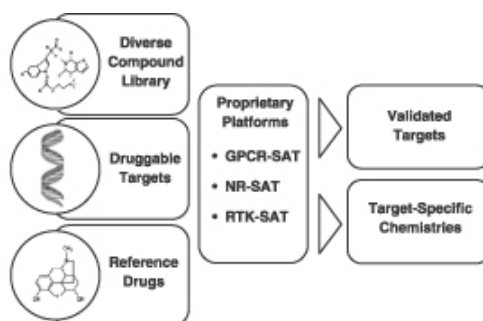 Diverse
Compound
Library
Druggable
Targets
Reference
Drugs
Proprietary
Platforms
• GPCR-SAT
• NR-SAT
• RTK-SAT
Validated
Targets
Target-Specific
Chemistries